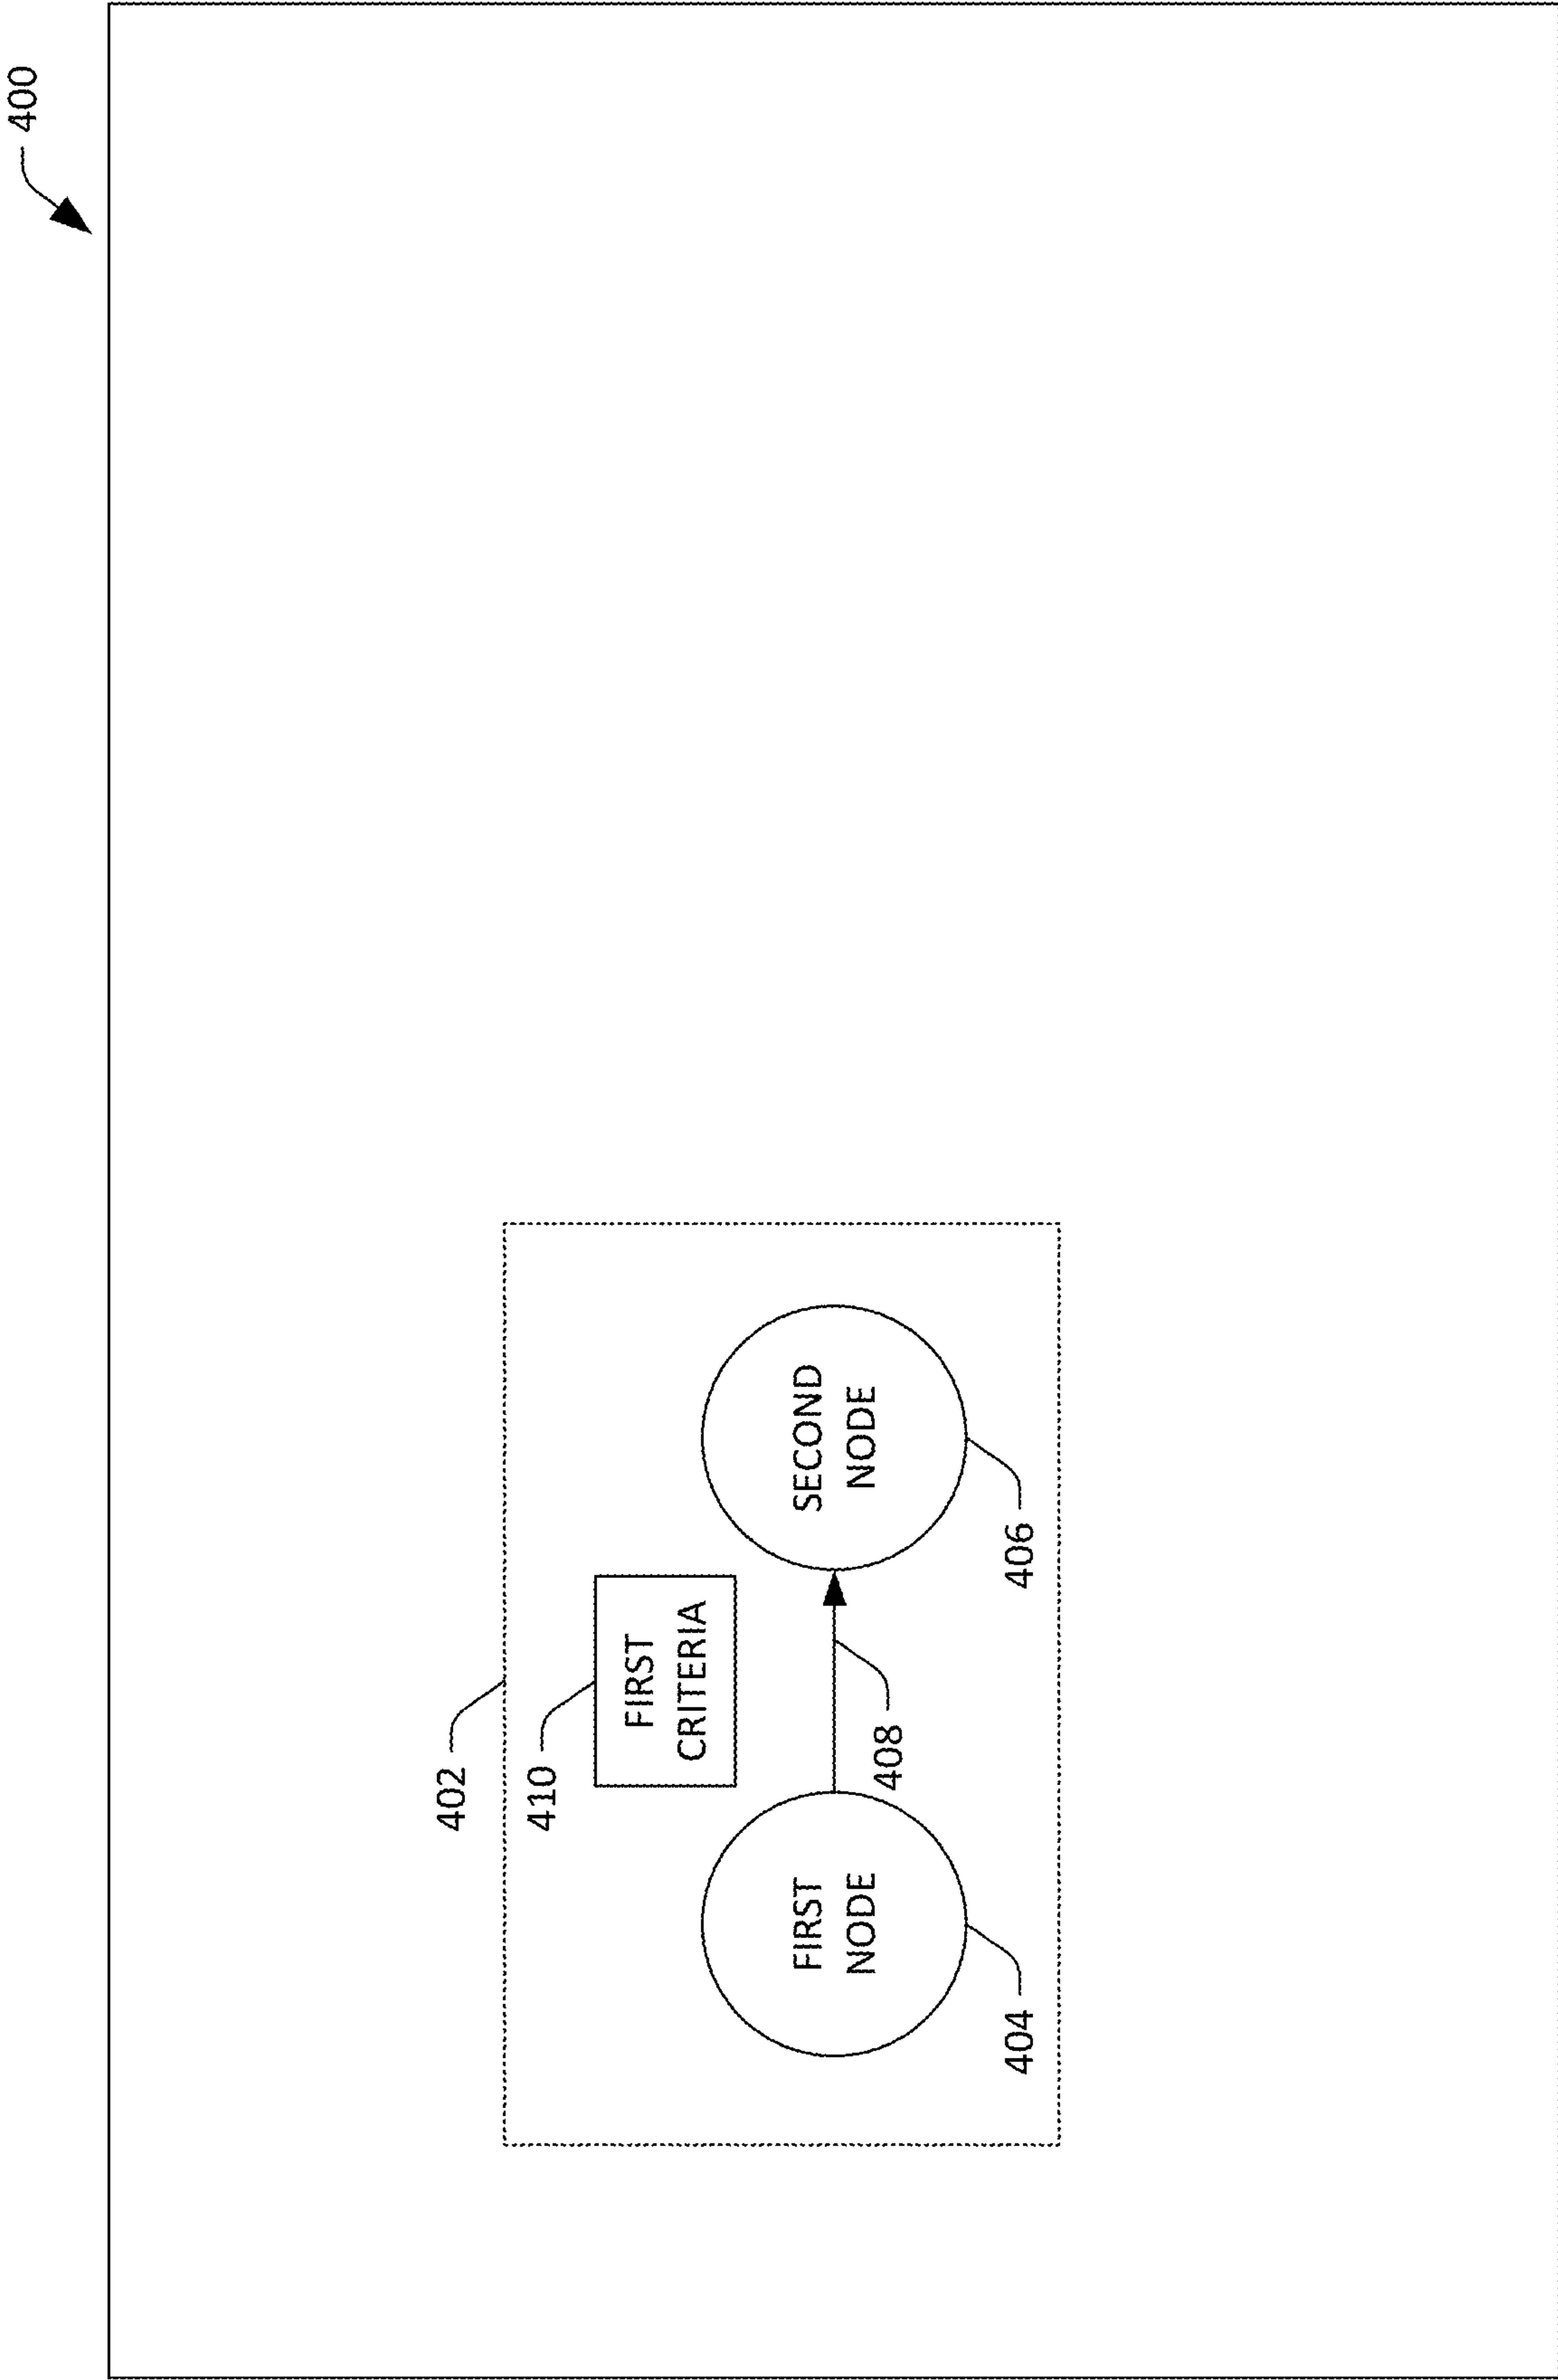 400
402
410
FIRST
CRITERIA
FIRST
NODE
SECOND
NODE
408
404
406